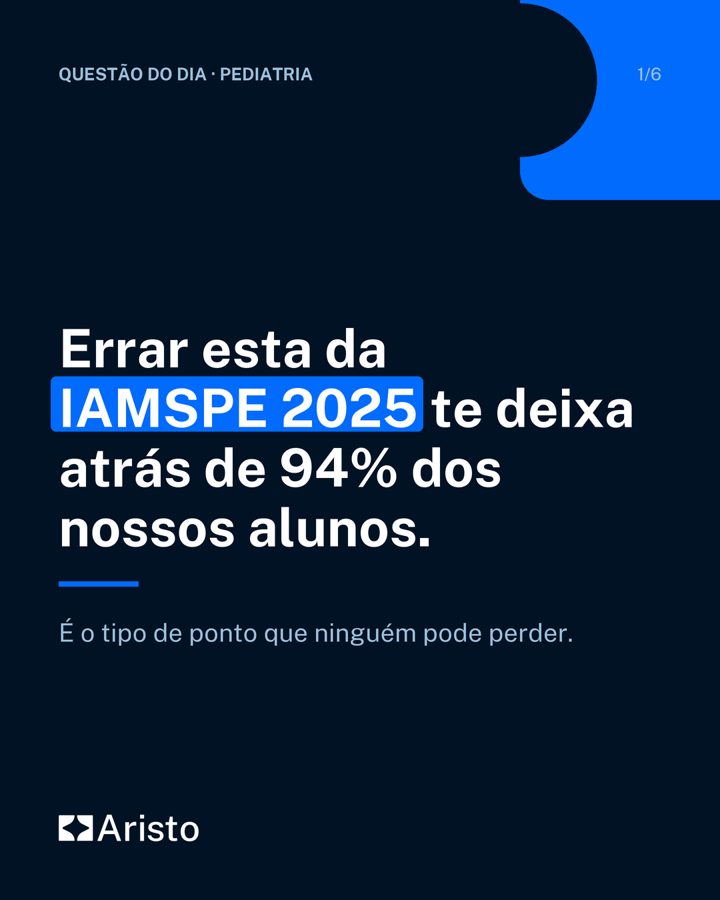 QUESTÃO DO DIA · PEDIATRIA
1/6
Errar esta da
IAMSPE 2025 te deixa
atrás de 94% dos
nossos alunos.
É o tipo de ponto que ninguém pode perder.
Aristo